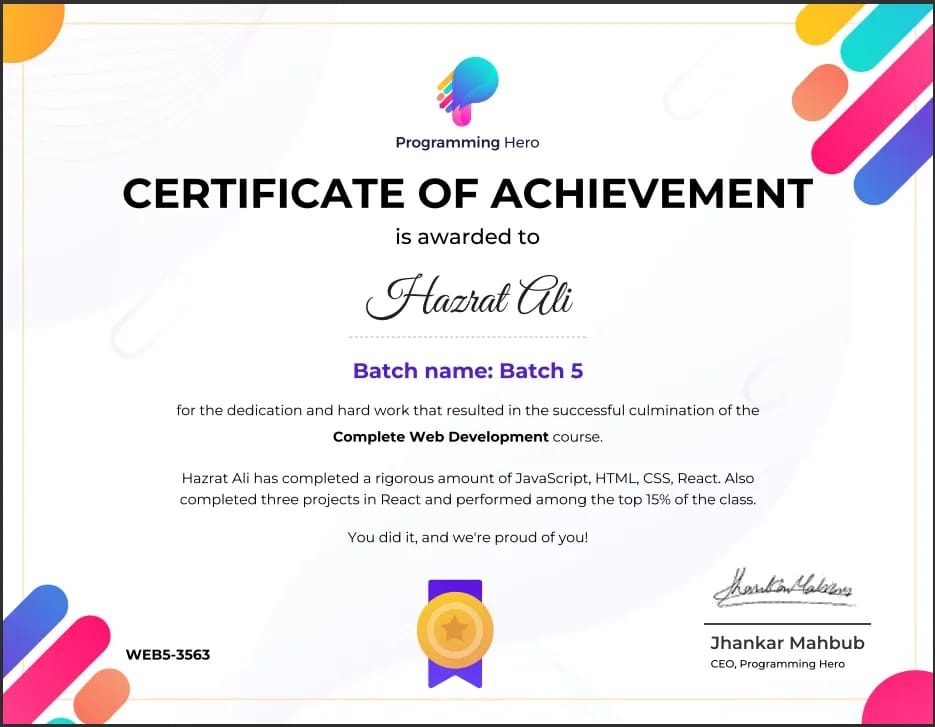 Programming Hero
CERTIFICATE OF ACHIEVEMENT
is awarded to
Hazrat Ali
Batch name: Batch 5
for the dedication and hard work that resulted in the successful culmination of the
Complete Web Development course.
Hazrat Ali has completed a rigorous amount of JavaScript, HTML, CSS, React. Also
completed three projects in React and performed among the top 15% of the class.
You did it, and we're proud of you!
WEB5-3563
Jhankar Mahbub
Jhankar Mahbub
CEO, Programming Hero